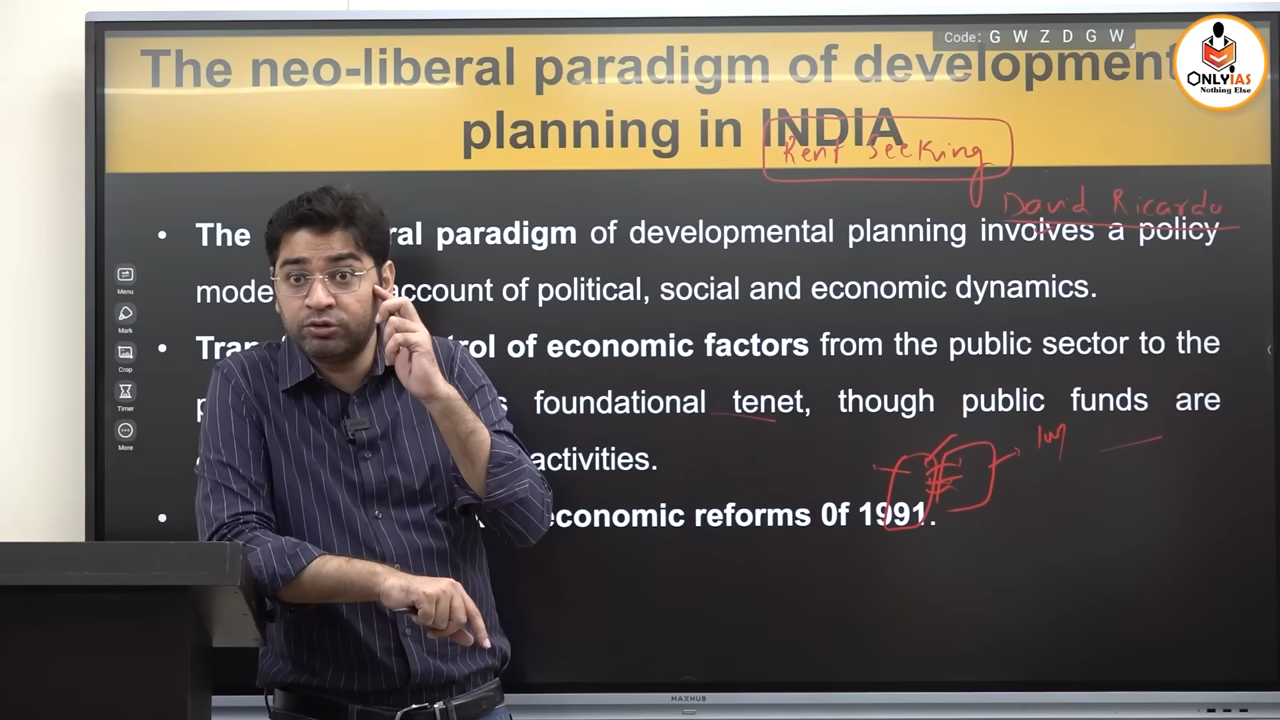 Code: G W Z D G W
ONLYIAS
Nothing Else
The neo-liberal paradigm of development
planning in INDIA
Rent Seeking
David Ricardo
• The ral paradigm of developmental planning involves a policy
mode account of political, social and economic dynamics.
• Tran trol of economic factors from the public sector to the
p s foundational tenet, though public funds are
activities.
• economic reforms 0f 1991.
Menu
Mark
Crop
Timer
More
MAXHUB